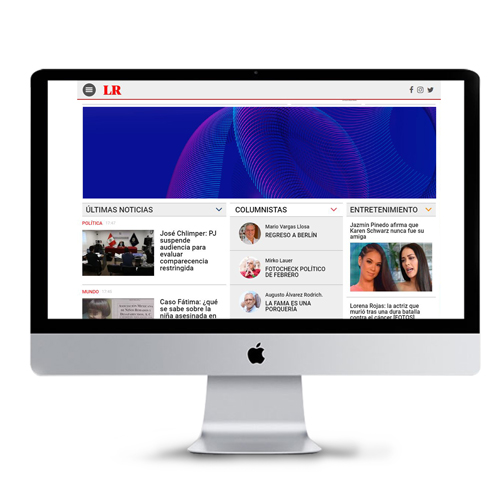 LR
ÚLTIMAS NOTICIAS
POLÍTICA
José Chlimper: PJ
suspende
audiencia para
evaluar
comparecencia
restringida
MUNDO
Caso Fátima: ¿qué
se sabe sobre la
niña asesinada en
COLUMNISTAS
Mario Vargas Llosa
REGRESO A BERLÍN
Mirko Lauer
FOTOCHECK POLÍTICO
DE FEBRERO
Augusto Álvarez Rodrich.
LA FAMA ES UNA
PORQUERÍA
ENTRETENIMIENTO
Jazmín Pinedo afirma que
Karen Schwarz nunca fue su
amiga
Lorena Rojas: la actriz que
murió tras una dura batalla
contra el cáncer [FOTOS]